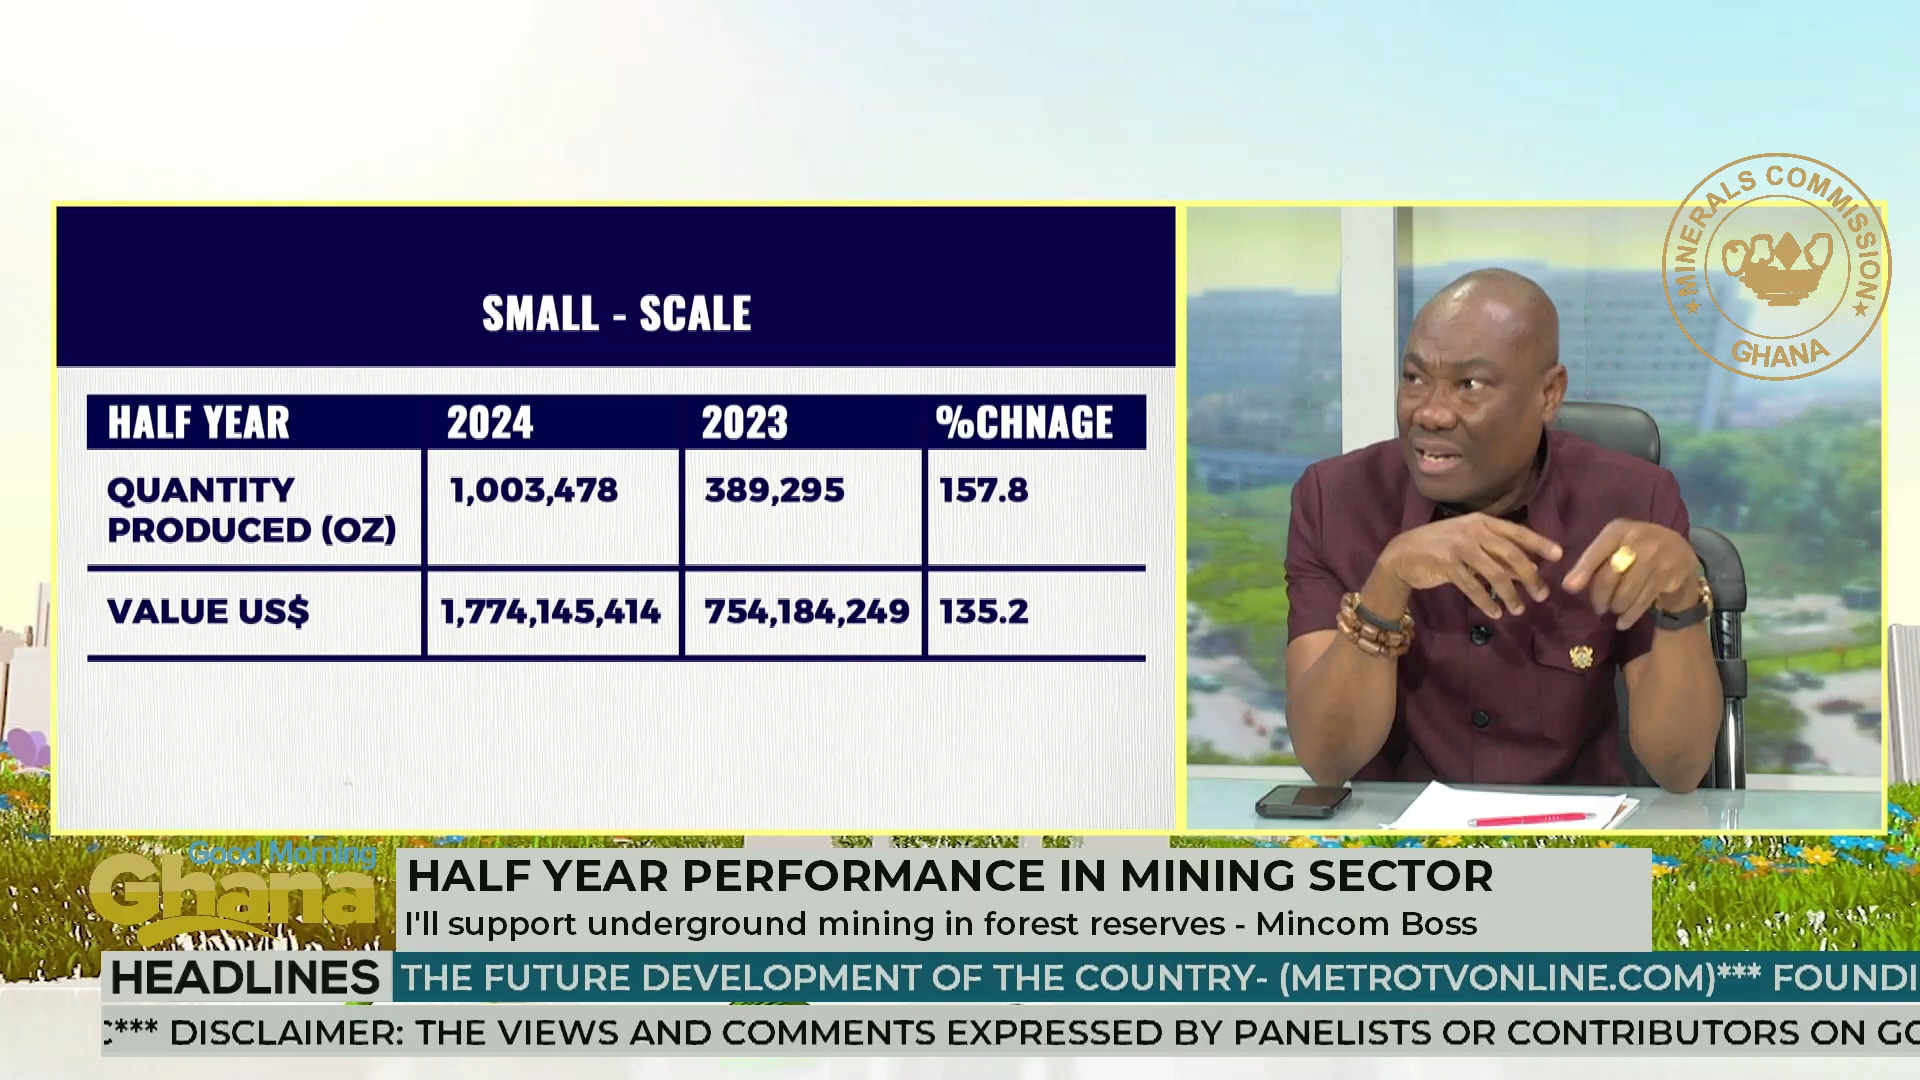 MINERALS COMMISSION
GHANA
SMALL - SCALE
HALF YEAR 2024 2023 %CHNAGE
QUANTITY PRODUCED (OZ) 1,003,478 389,295 157.8
VALUE US$ 1,774,145,414 754,184,249 135.2
Good Morning
Ghana
HALF YEAR PERFORMANCE IN MINING SECTOR
I'll support underground mining in forest reserves - Mincom Boss
HEADLINES THE FUTURE DEVELOPMENT OF THE COUNTRY- (METROTVONLINE.COM)*** FOUNDI
*** DISCLAIMER: THE VIEWS AND COMMENTS EXPRESSED BY PANELISTS OR CONTRIBUTORS ON GO